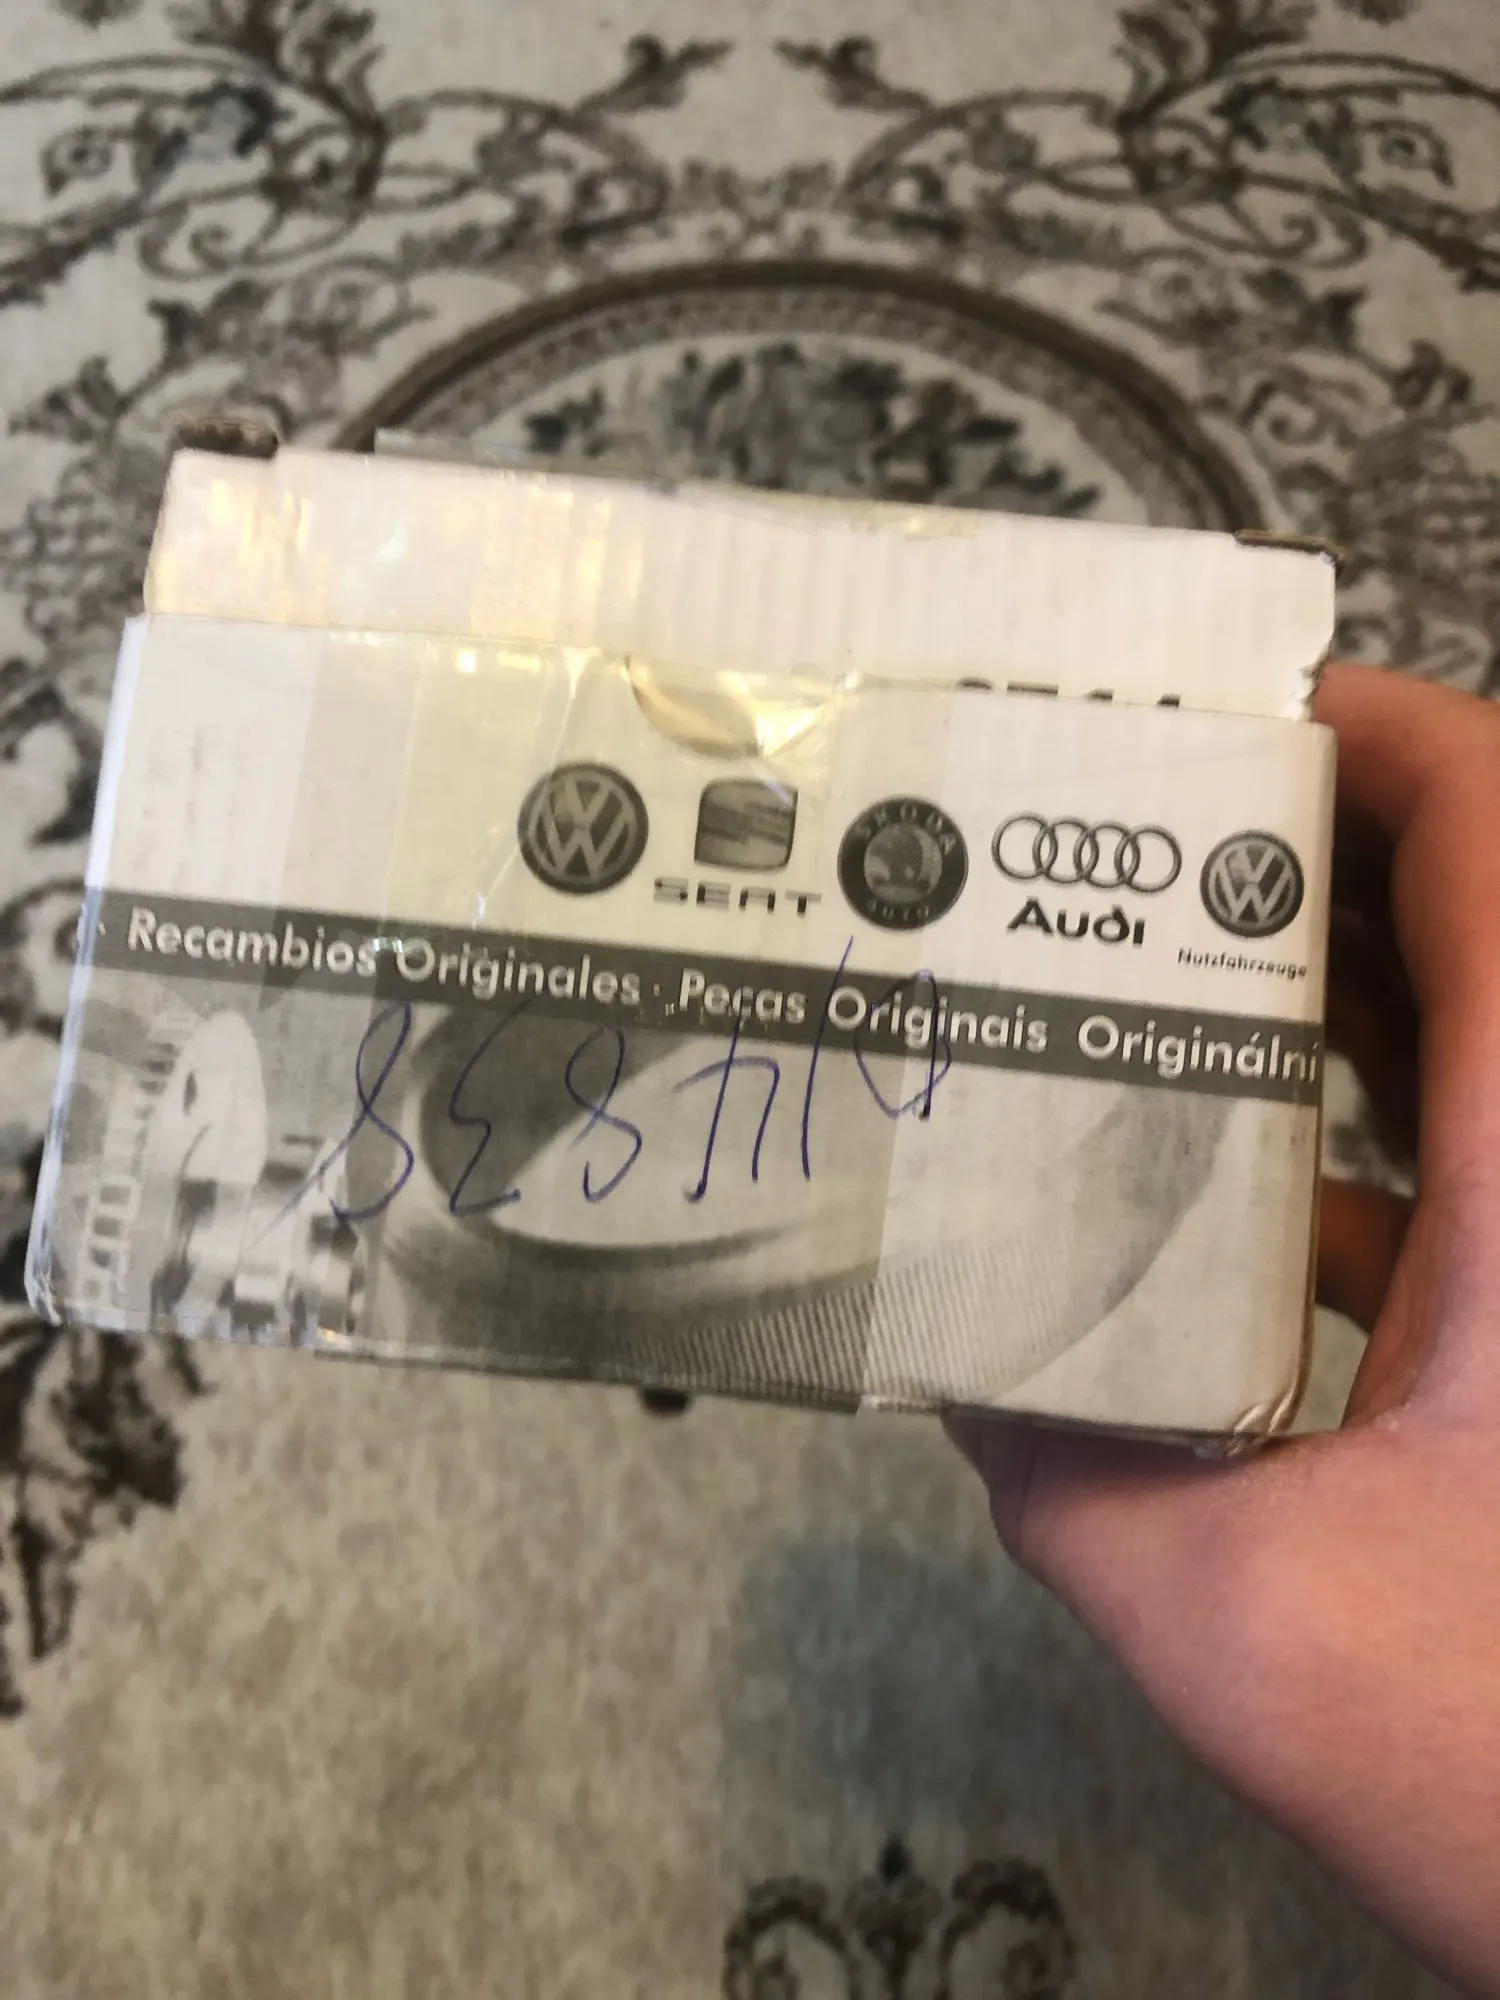 SEAT
ŠKODA
AUTO
Audi
Nutzfahrzeuge
· Recambios Originales · Peças Originais Originální